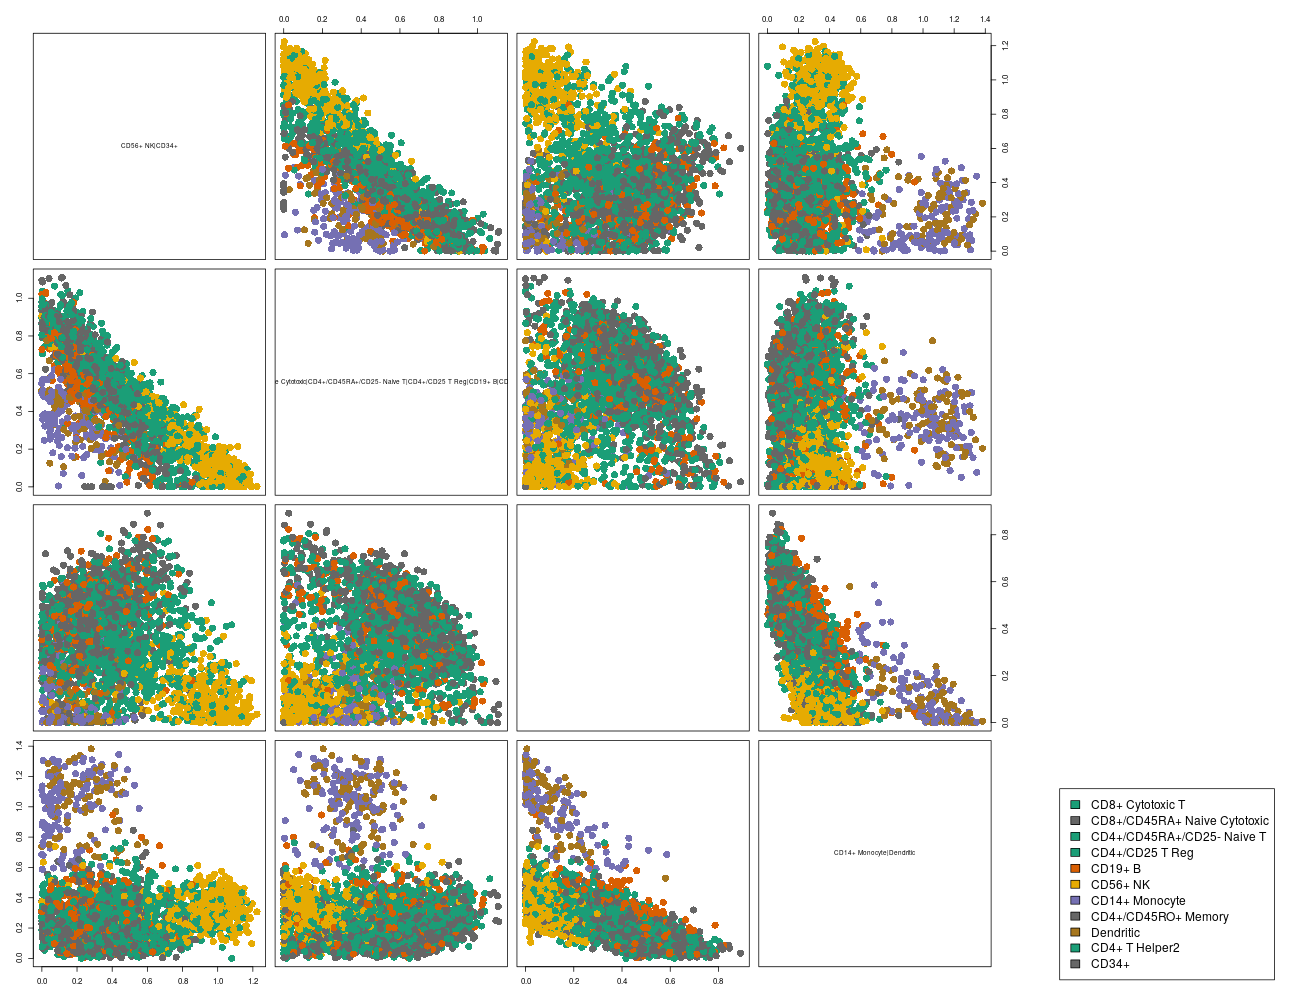 0.0 0.2 0.4 0.6 0.8 1.0
0.0 0.2 0.4 0.6 0.8 1.0 1.2 1.4
CD56+ NK|CD34+
0.0 0.2 0.4 0.6 0.8 1.0 1.2
0.0 0.2 0.4 0.6 0.8 1.0
e Cytotoxic|CD4+/CD45RA+/CD25- Naive T|CD4+/CD25 T Reg|CD19+ B|CD
0.0 0.2 0.4 0.6 0.8
0.0 0.2 0.4 0.6 0.8 1.0 1.2 1.4
CD14+ Monocyte|Dendritic
0.0 0.2 0.4 0.6 0.8 1.0 1.2
0.0 0.2 0.4 0.6 0.8
CD8+ Cytotoxic T
CD8+/CD45RA+ Naive Cytotoxic
CD4+/CD45RA+/CD25- Naive T
CD4+/CD25 T Reg
CD19+ B
CD56+ NK
CD14+ Monocyte
CD4+/CD45RO+ Memory
Dendritic
CD4+ T Helper2
CD34+